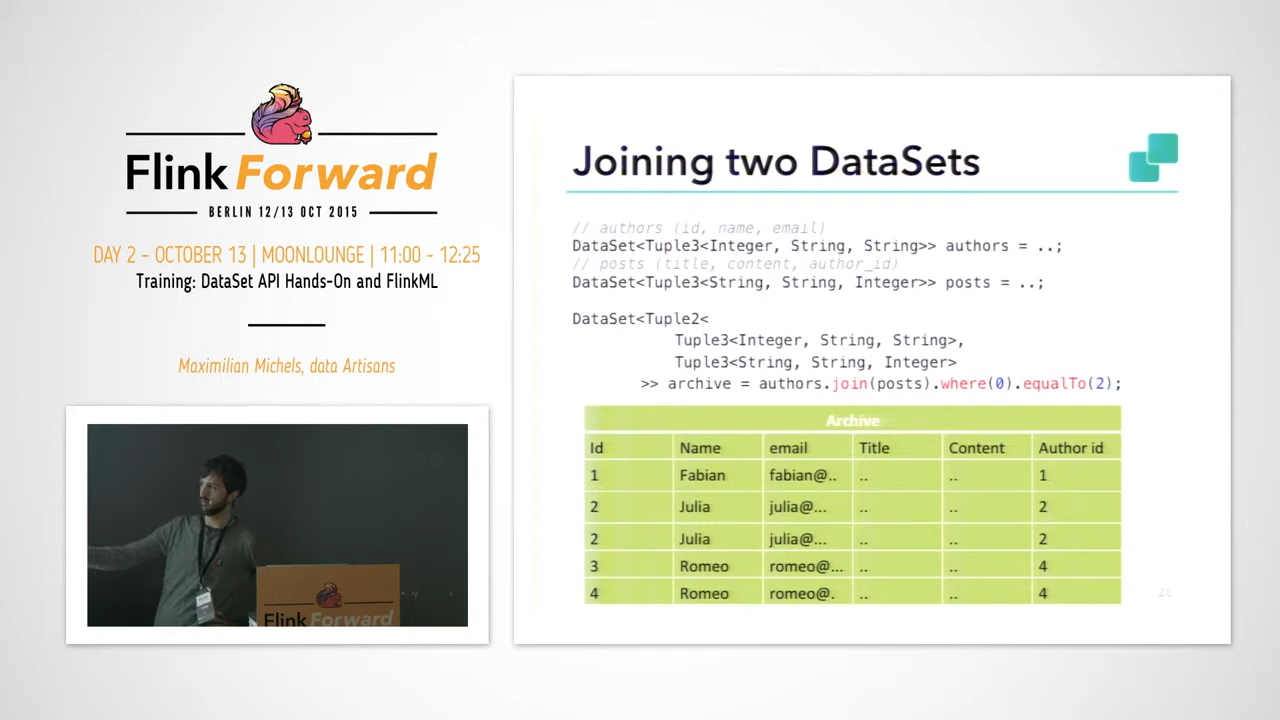 Flink Forward
BERLIN 12/13 OCT 2015
DAY 2 - OCTOBER 13 | MOONLOUNGE | 11:00 - 12:25
Training: DataSet API Hands-On and FlinkML
Maximilian Michels, data Artisans
Flink Forward
Joining two DataSets
// authors (id, name, email)
DataSet<Tuple3<Integer, String, String>> authors = ..;
// posts (title, content, author_id)
DataSet<Tuple3<String, String, Integer>> posts = ..;
DataSet<Tuple2<
Tuple3<Integer, String, String>,
Tuple3<String, String, Integer>
>> archive = authors.join(posts).where(0).equalTo(2);
Archive
Id Name email Title Content Author id
1 Fabian fabian@.. .. .. 1
2 Julia julia@... .. .. 2
2 Julia julia@... .. .. 2
3 Romeo romeo@... .. .. 4
4 Romeo romeo@. .. .. 4